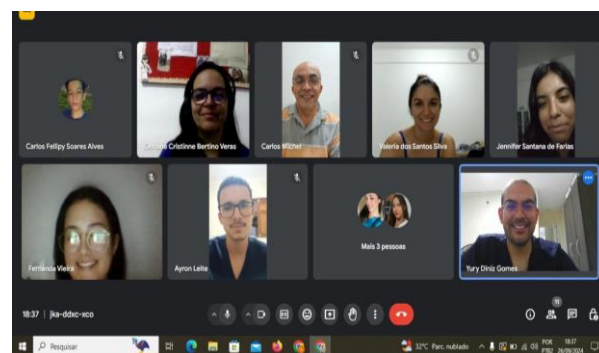 Carlos Fellipy Soares Alves
Cristinne Bertino Veras
Carlos Michel
Valeria dos Santos Silva
Jennifer Santana de Farias
Fernanda Vieira
Ayron Leite
Mais 3 pessoas
Yury Diniz Gomes
18:37 | jka-ddxc-xco
11
Pesquisar
32°C Parc. nublado
POR
18:37
PTB2
26/09/2024